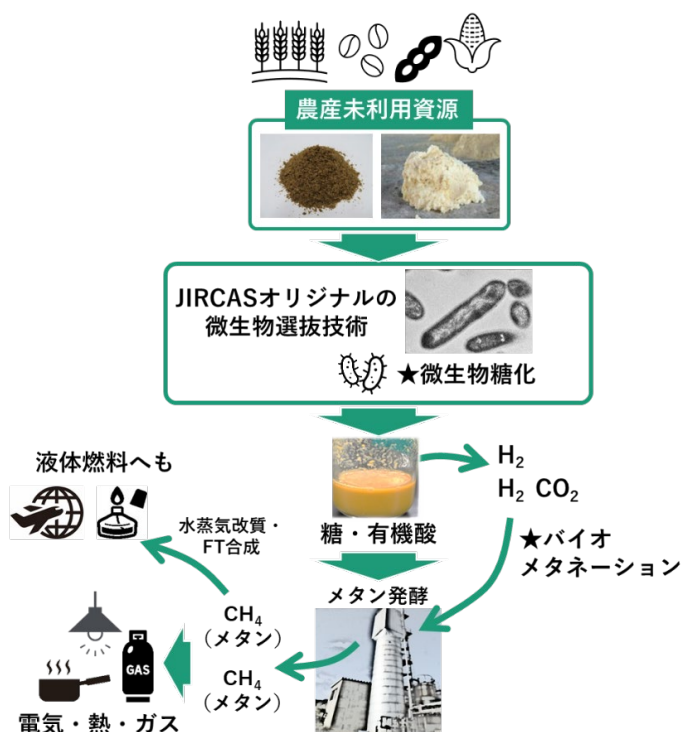 農産未利用資源
JIRCASオリジナルの
微生物選抜技術
★微生物糖化
H₂
H₂ CO₂
糖・有機酸
★バイオ
メタネーション
液体燃料へも
水蒸気改質・
FT合成
メタン発酵
CH₄
（メタン）
CH₄
（メタン）
GAS
電気・熱・ガス